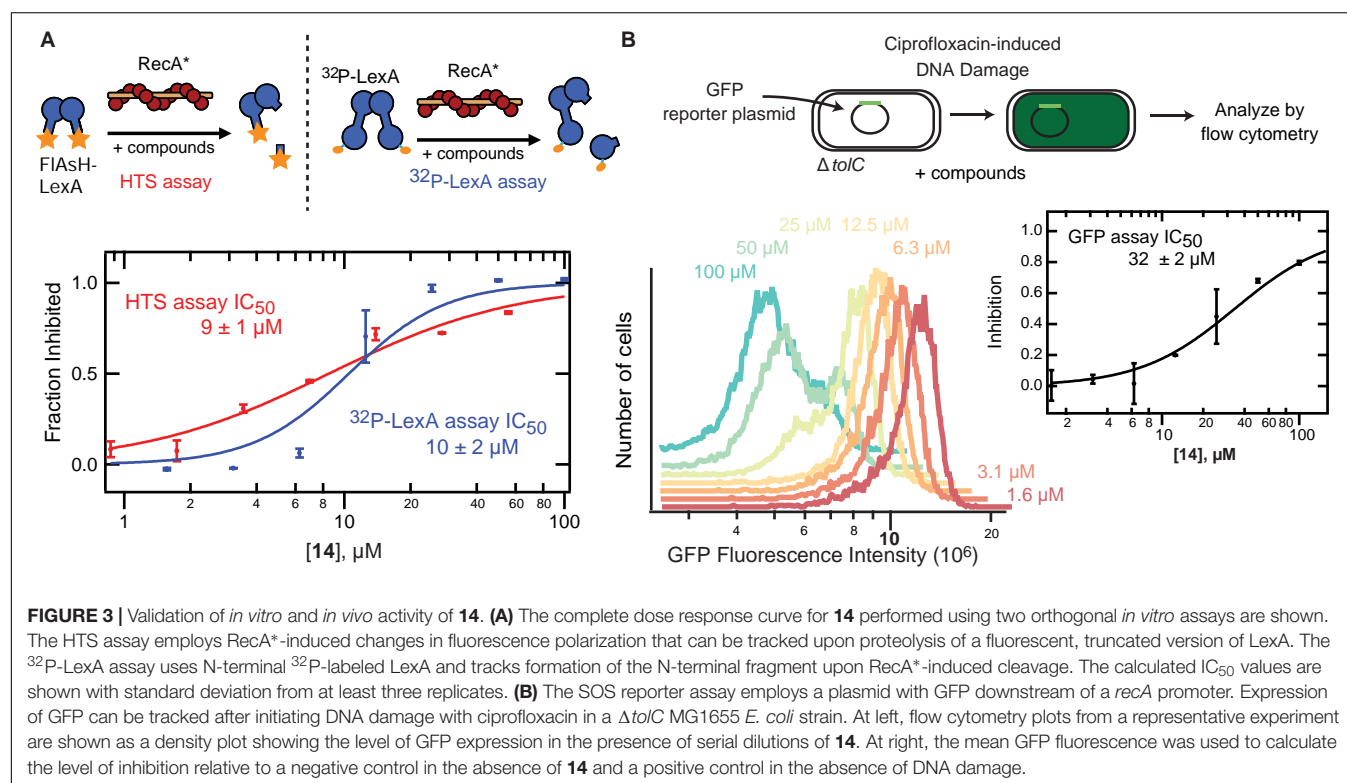 A
RecA*
+ compounds
FlAsH-
LexA
HTS assay
³²P-LexA
RecA*
+ compounds
³²P-LexA assay
Fraction Inhibited
1.0
0.5
0.0
HTS assay IC₅₀
9 ± 1 µM
³²P-LexA assay IC₅₀
10 ± 2 µM
1
2
4
6
8
10
20
40
60
80
100
[14], µM
B
Ciprofloxacin-induced
DNA Damage
GFP
reporter plasmid
Δ tolC
+ compounds
Analyze by
flow cytometry
Number of cells
100 µM
50 µM
25 µM
12.5 µM
6.3 µM
3.1 µM
1.6 µM
4
6
8
10
20
GFP Fluorescence Intensity (10⁶)
Inhibition
1.0
0.8
0.6
0.4
0.2
0.0
GFP assay IC₅₀
32 ± 2 µM
2
4
6
8
10
20
40
60
80
100
[14], µM
FIGURE 3 | Validation of in vitro and in vivo activity of 14. (A) The complete dose response curve for 14 performed using two orthogonal in vitro assays are shown.
The HTS assay employs RecA*-induced changes in fluorescence polarization that can be tracked upon proteolysis of a fluorescent, truncated version of LexA. The
³²P-LexA assay uses N-terminal ³²P-labeled LexA and tracks formation of the N-terminal fragment upon RecA*-induced cleavage. The calculated IC₅₀ values are
shown with standard deviation from at least three replicates. (B) The SOS reporter assay employs a plasmid with GFP downstream of a recA promoter. Expression
of GFP can be tracked after initiating DNA damage with ciprofloxacin in a ΔtolC MG1655 E. coli strain. At left, flow cytometry plots from a representative experiment
are shown as a density plot showing the level of GFP expression in the presence of serial dilutions of 14. At right, the mean GFP fluorescence was used to calculate
the level of inhibition relative to a negative control in the absence of 14 and a positive control in the absence of DNA damage.